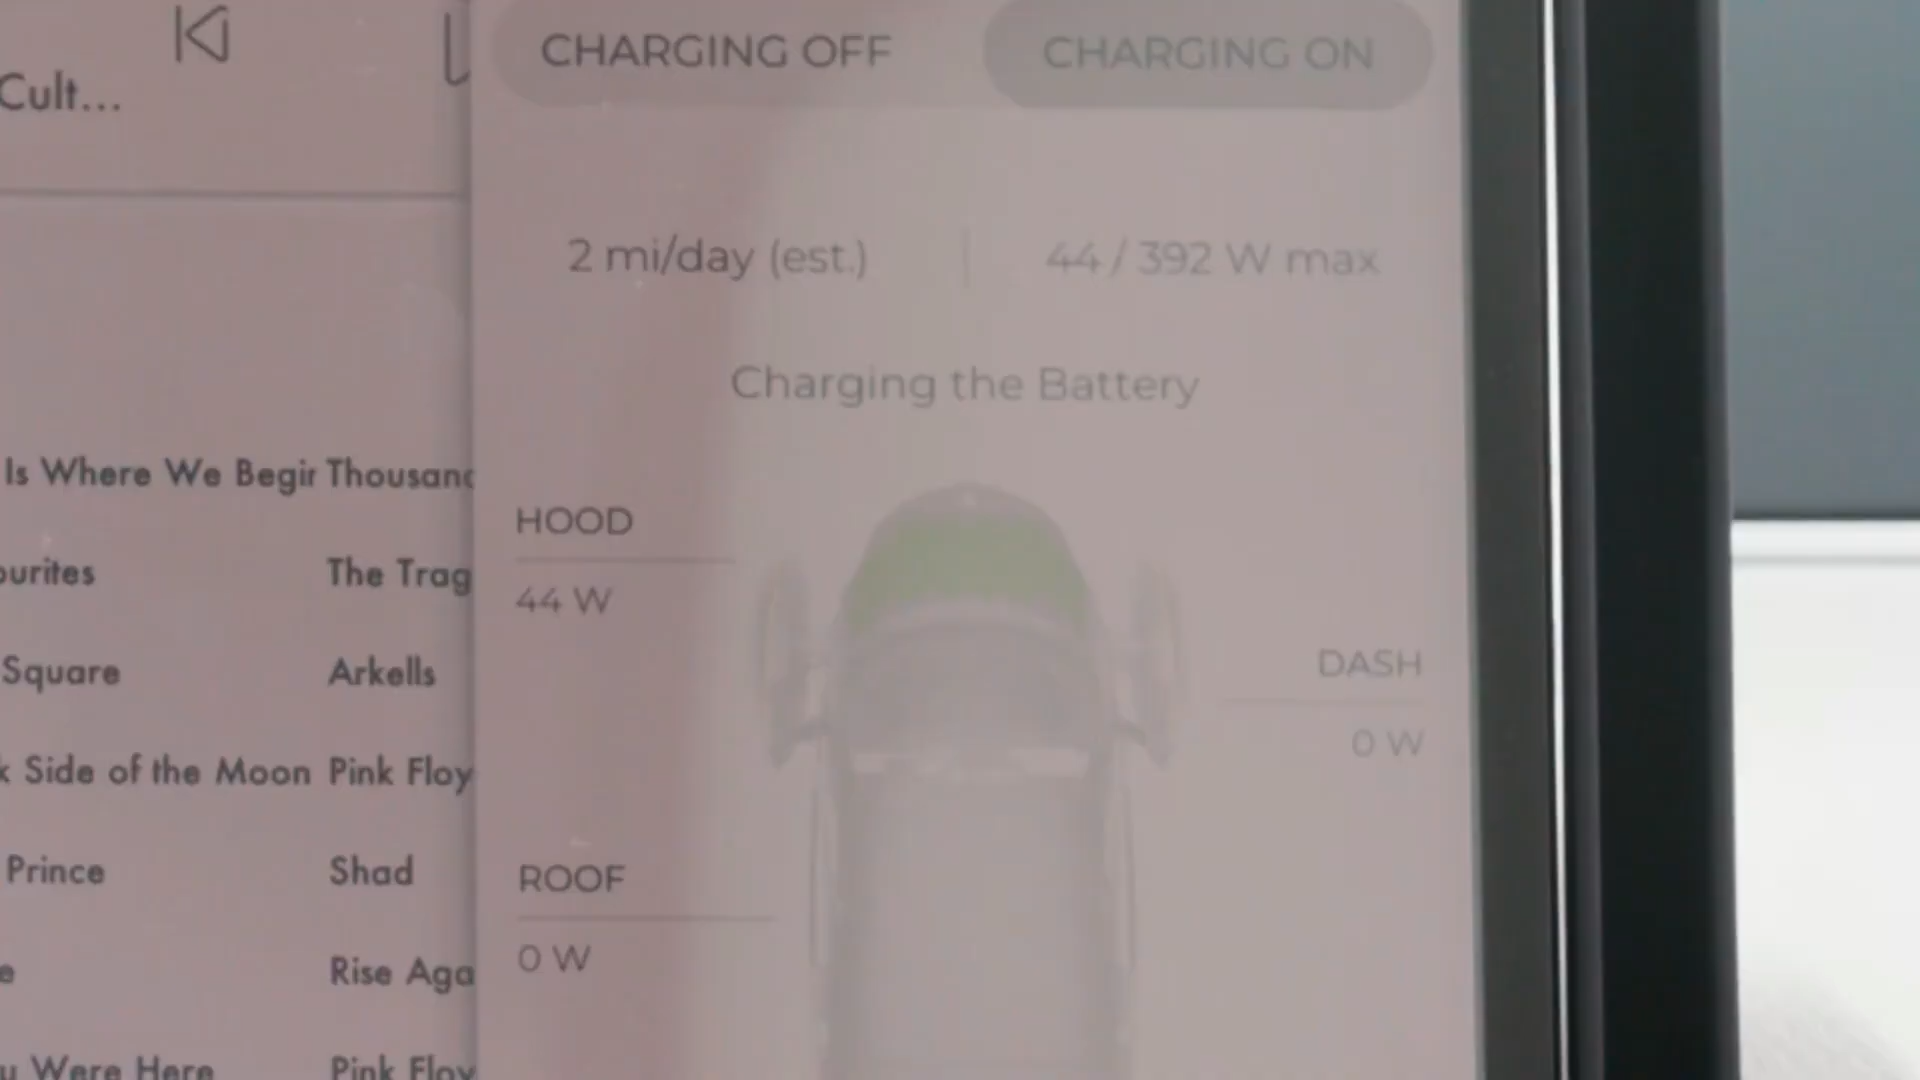 Cult...
Is Where We Begir Thousand
ourites The Trag
Square Arkells
k Side of the Moon Pink Floy
Prince Shad
e Rise Aga
u Were Here Pink Floy
CHARGING OFF CHARGING ON
2 mi/day (est.) | 44 / 392 W max
Charging the Battery
HOOD
44 W
DASH
0 W
ROOF
0 W